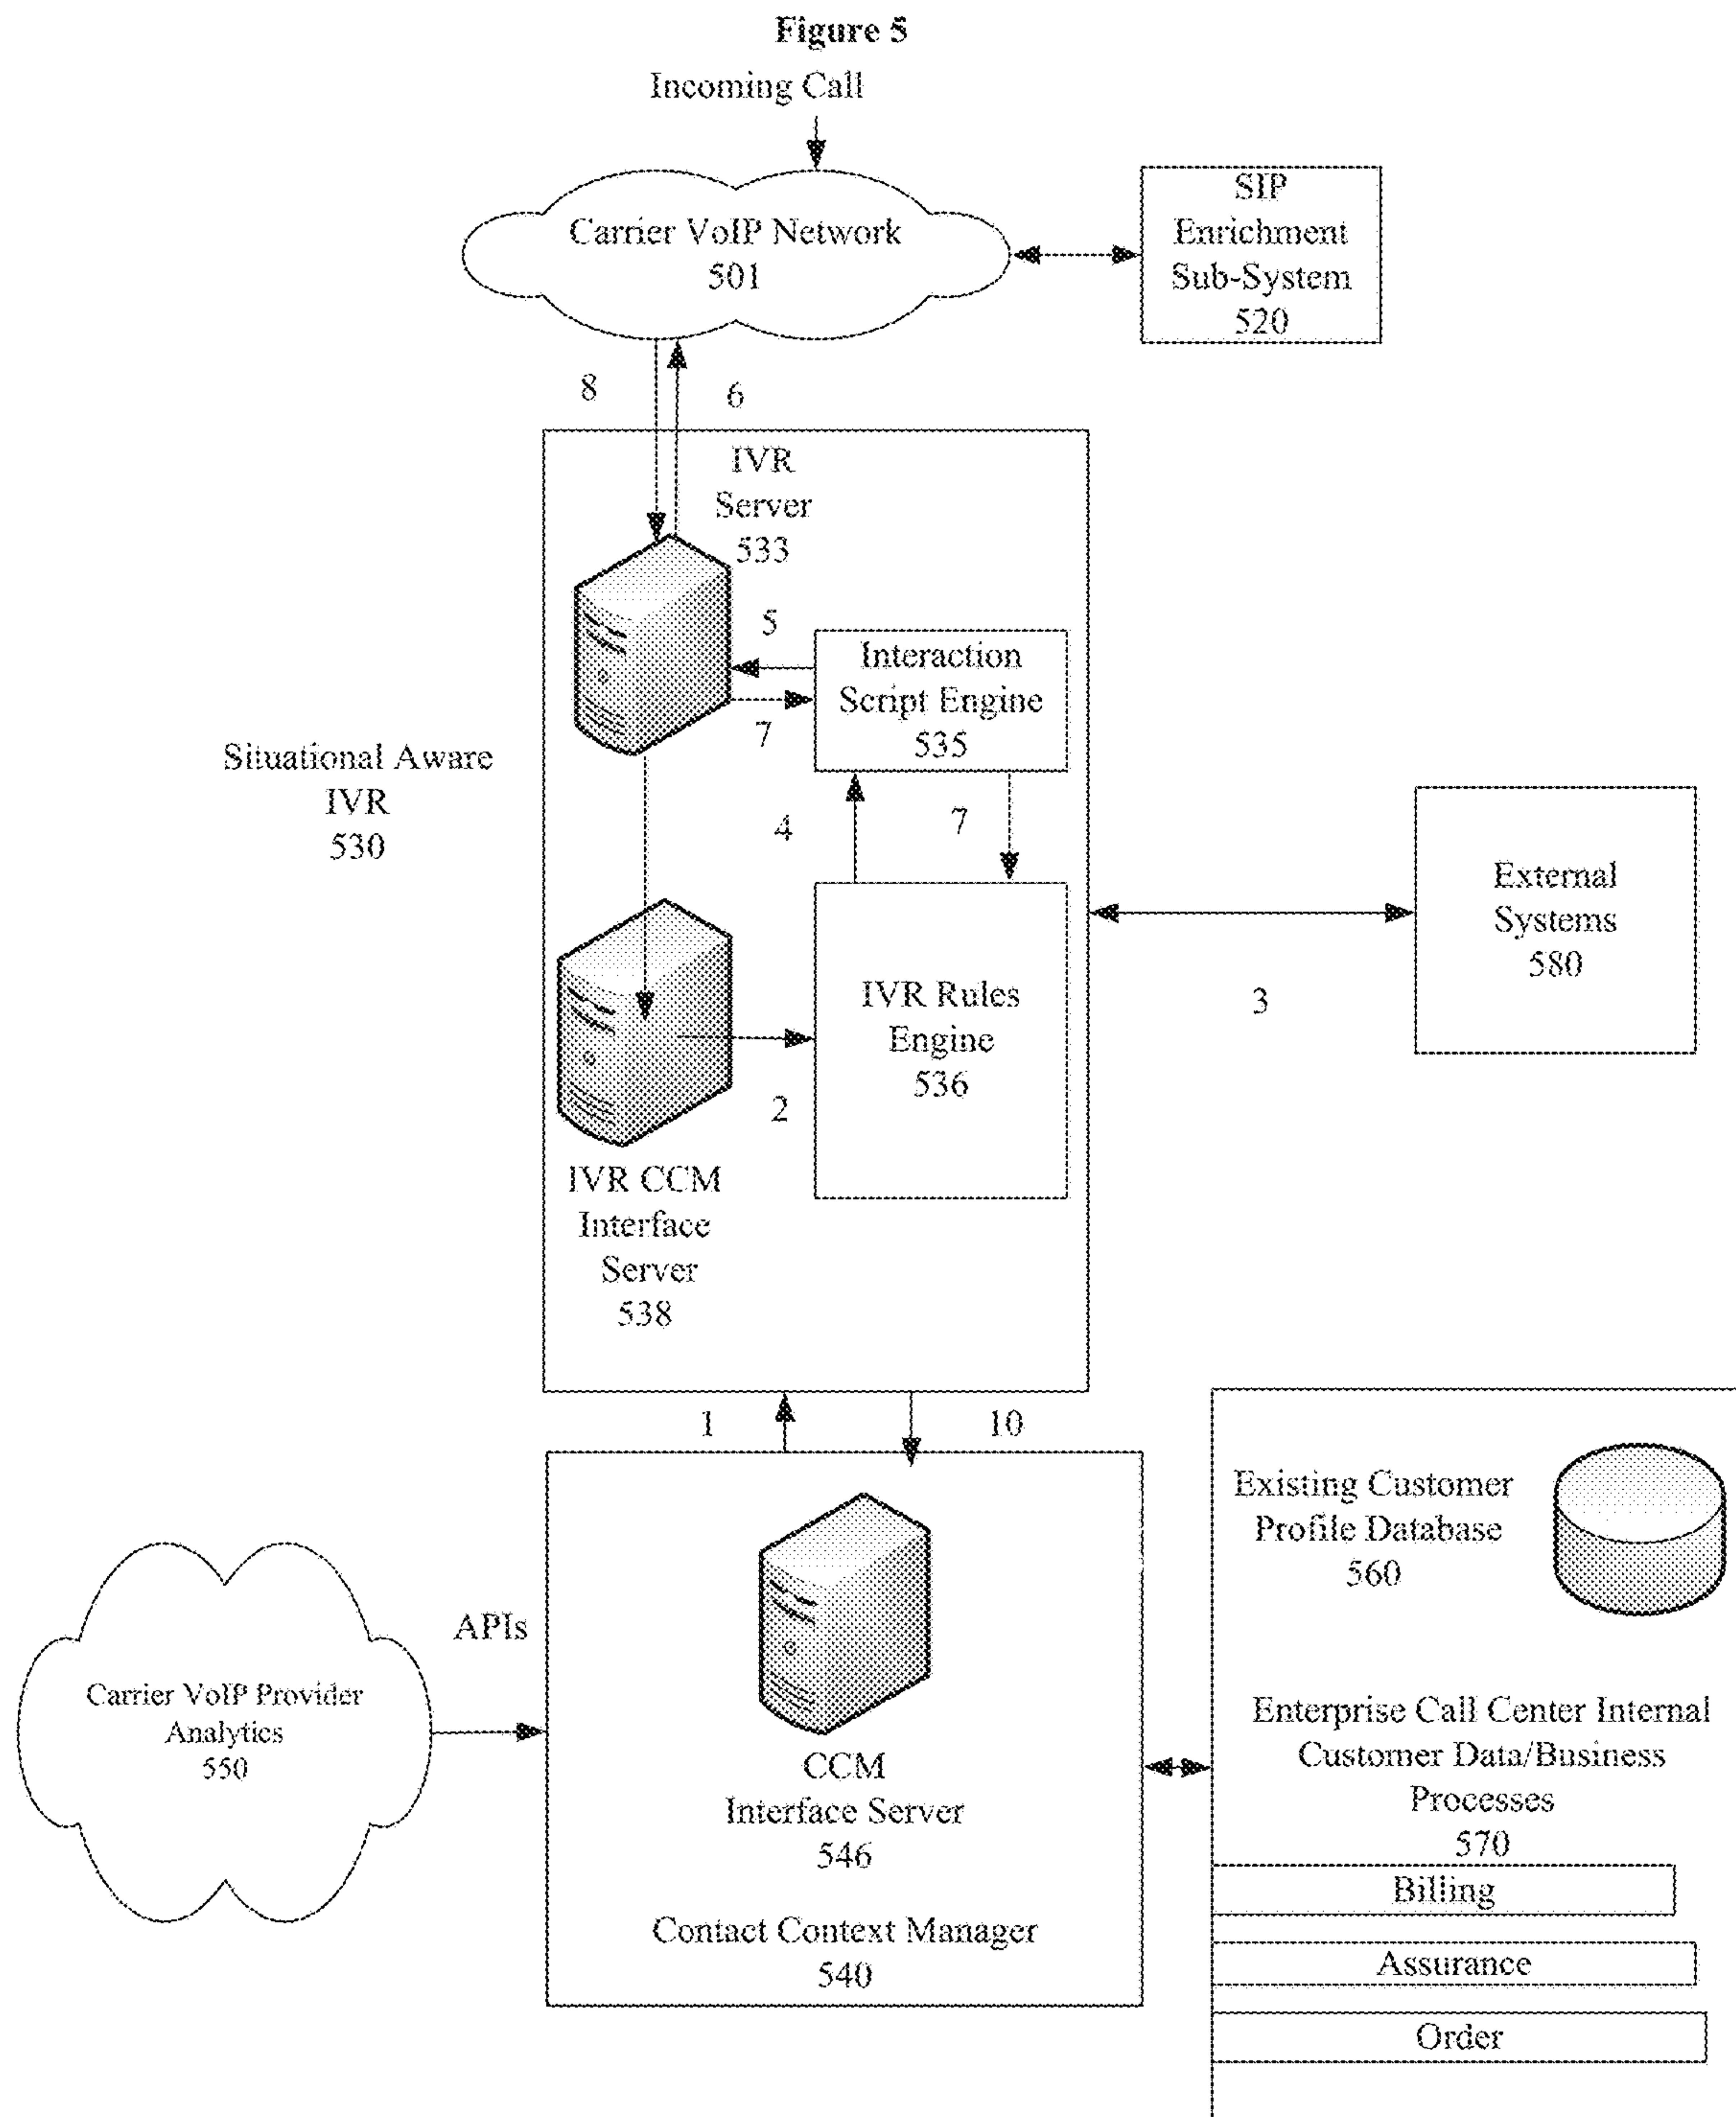 Figure 5
Incoming Call
Carrier VoIP Network
501
SIP
Enrichment
Sub-System
520
8
6
IVR
Server
533
5
7
Interaction
Script Engine
535
Situational Aware
IVR
530
4
7
External
Systems
580
3
IVR Rules
Engine
536
2
IVR CCM
Interface
Server
538
1
10
Existing Customer
Profile Database
560
APIs
Carrier VoIP Provider
Analytics
550
Enterprise Call Center Internal
Customer Data/Business
Processes
570
CCM
Interface Server
546
Billing
Contact Context Manager
540
Assurance
Order